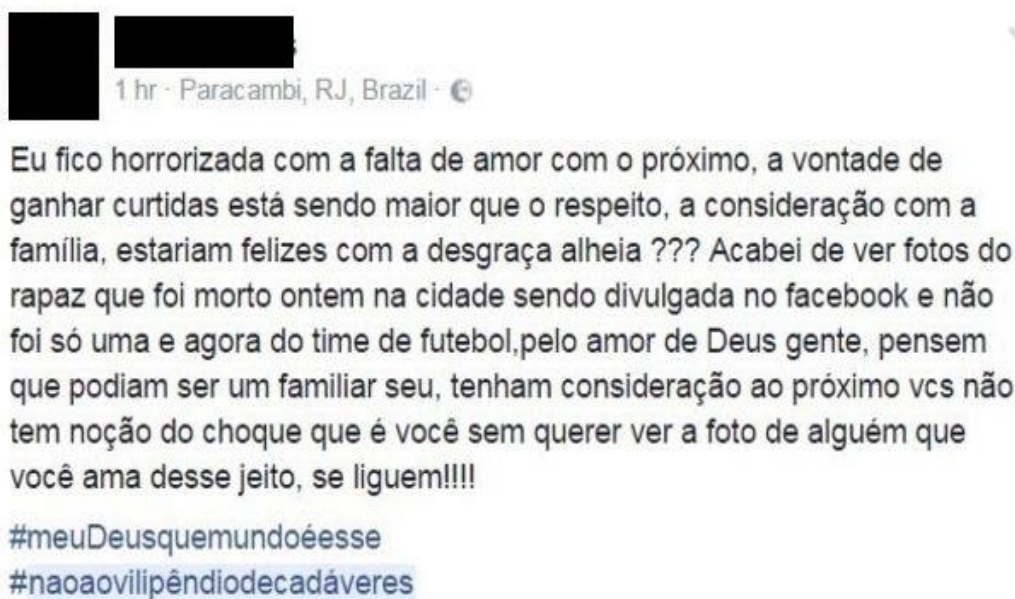 1 hr · Paracambi, RJ, Brazil ·
Eu fico horrorizada com a falta de amor com o próximo, a vontade de
ganhar curtidas está sendo maior que o respeito, a consideração com a
família, estariam felizes com a desgraça alheia ??? Acabei de ver fotos do
rapaz que foi morto ontem na cidade sendo divulgada no facebook e não
foi só uma e agora do time de futebol,pelo amor de Deus gente, pensem
que podiam ser um familiar seu, tenham consideração ao próximo vcs não
tem noção do choque que é você sem querer ver a foto de alguém que
você ama desse jeito, se liguem!!!!
#meuDeusquemundoéesse
#naoaovilipêndiodecadáveres